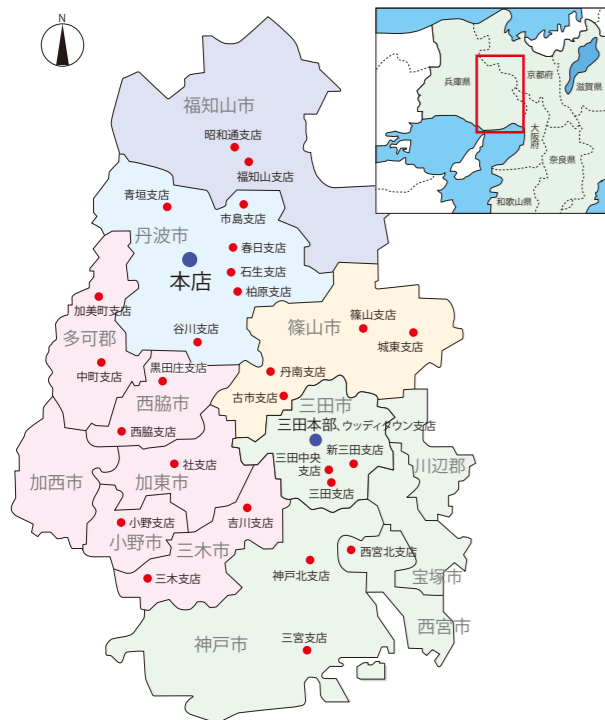 N
兵庫県
京都府
滋賀県
大阪府
奈良県
和歌山県
福知山市
昭和通支店
福知山支店
青垣支店
市島支店
丹波市
春日支店
本店
石生支店
柏原支店
加美町支店
谷川支店
篠山支店
篠山市
城東支店
多可郡
中町支店
黒田庄支店
丹南支店
西脇市
古市支店
三田市
西脇支店
三田本部、ウッディタウン支店
加西市
加東市
社支店
三田中央
支店
新三田支店
川辺郡
三田支店
小野支店
吉川支店
小野市
三木市
三木支店
神戸北支店
西宮北支店
宝塚市
西宮市
神戸市
三宮支店